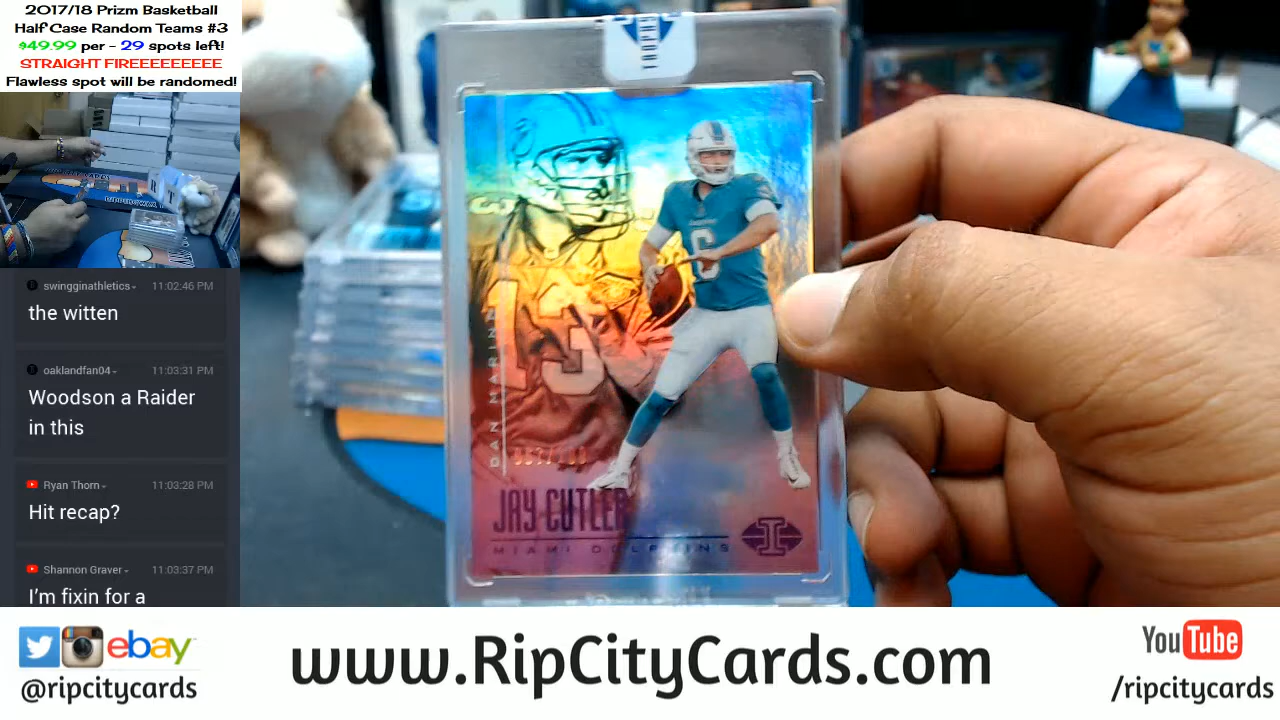 2017/18 Prizm Basketball
Half Case Random Teams #3
$49.99 per - 29 spots left!
STRAIGHT FIREEEEEEEEE
Flawless spot will be randomed!
swingginathletics 11:02:46 PM
the witten
oaklandfan04 11:03:31 PM
Woodson a Raider
in this
Ryan Thorn 11:03:28 PM
Hit recap?
Shannon Graver 11:03:37 PM
I'm fixin for a
DAN MARINO
13
6
JAY CUTLER
MIAMI DOLPHINS
ebay
@ripcitycards
www.RipCityCards.com
YouTube
/ripcitycards